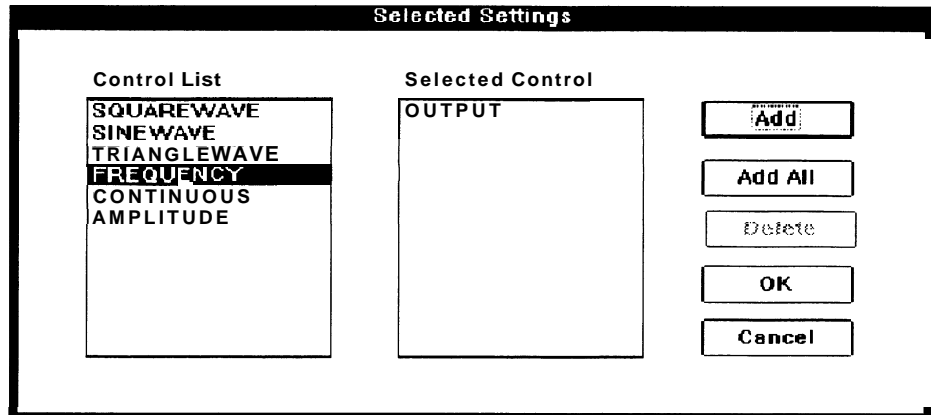 Selected Settings
Control List
SQUAREWAVE
SINEWAVE
TRIANGLEWAVE
FREQUENCY
CONTINUOUS
AMPLITUDE
Selected Control
OUTPUT
Add
Add All
Delete
OK
Cancel